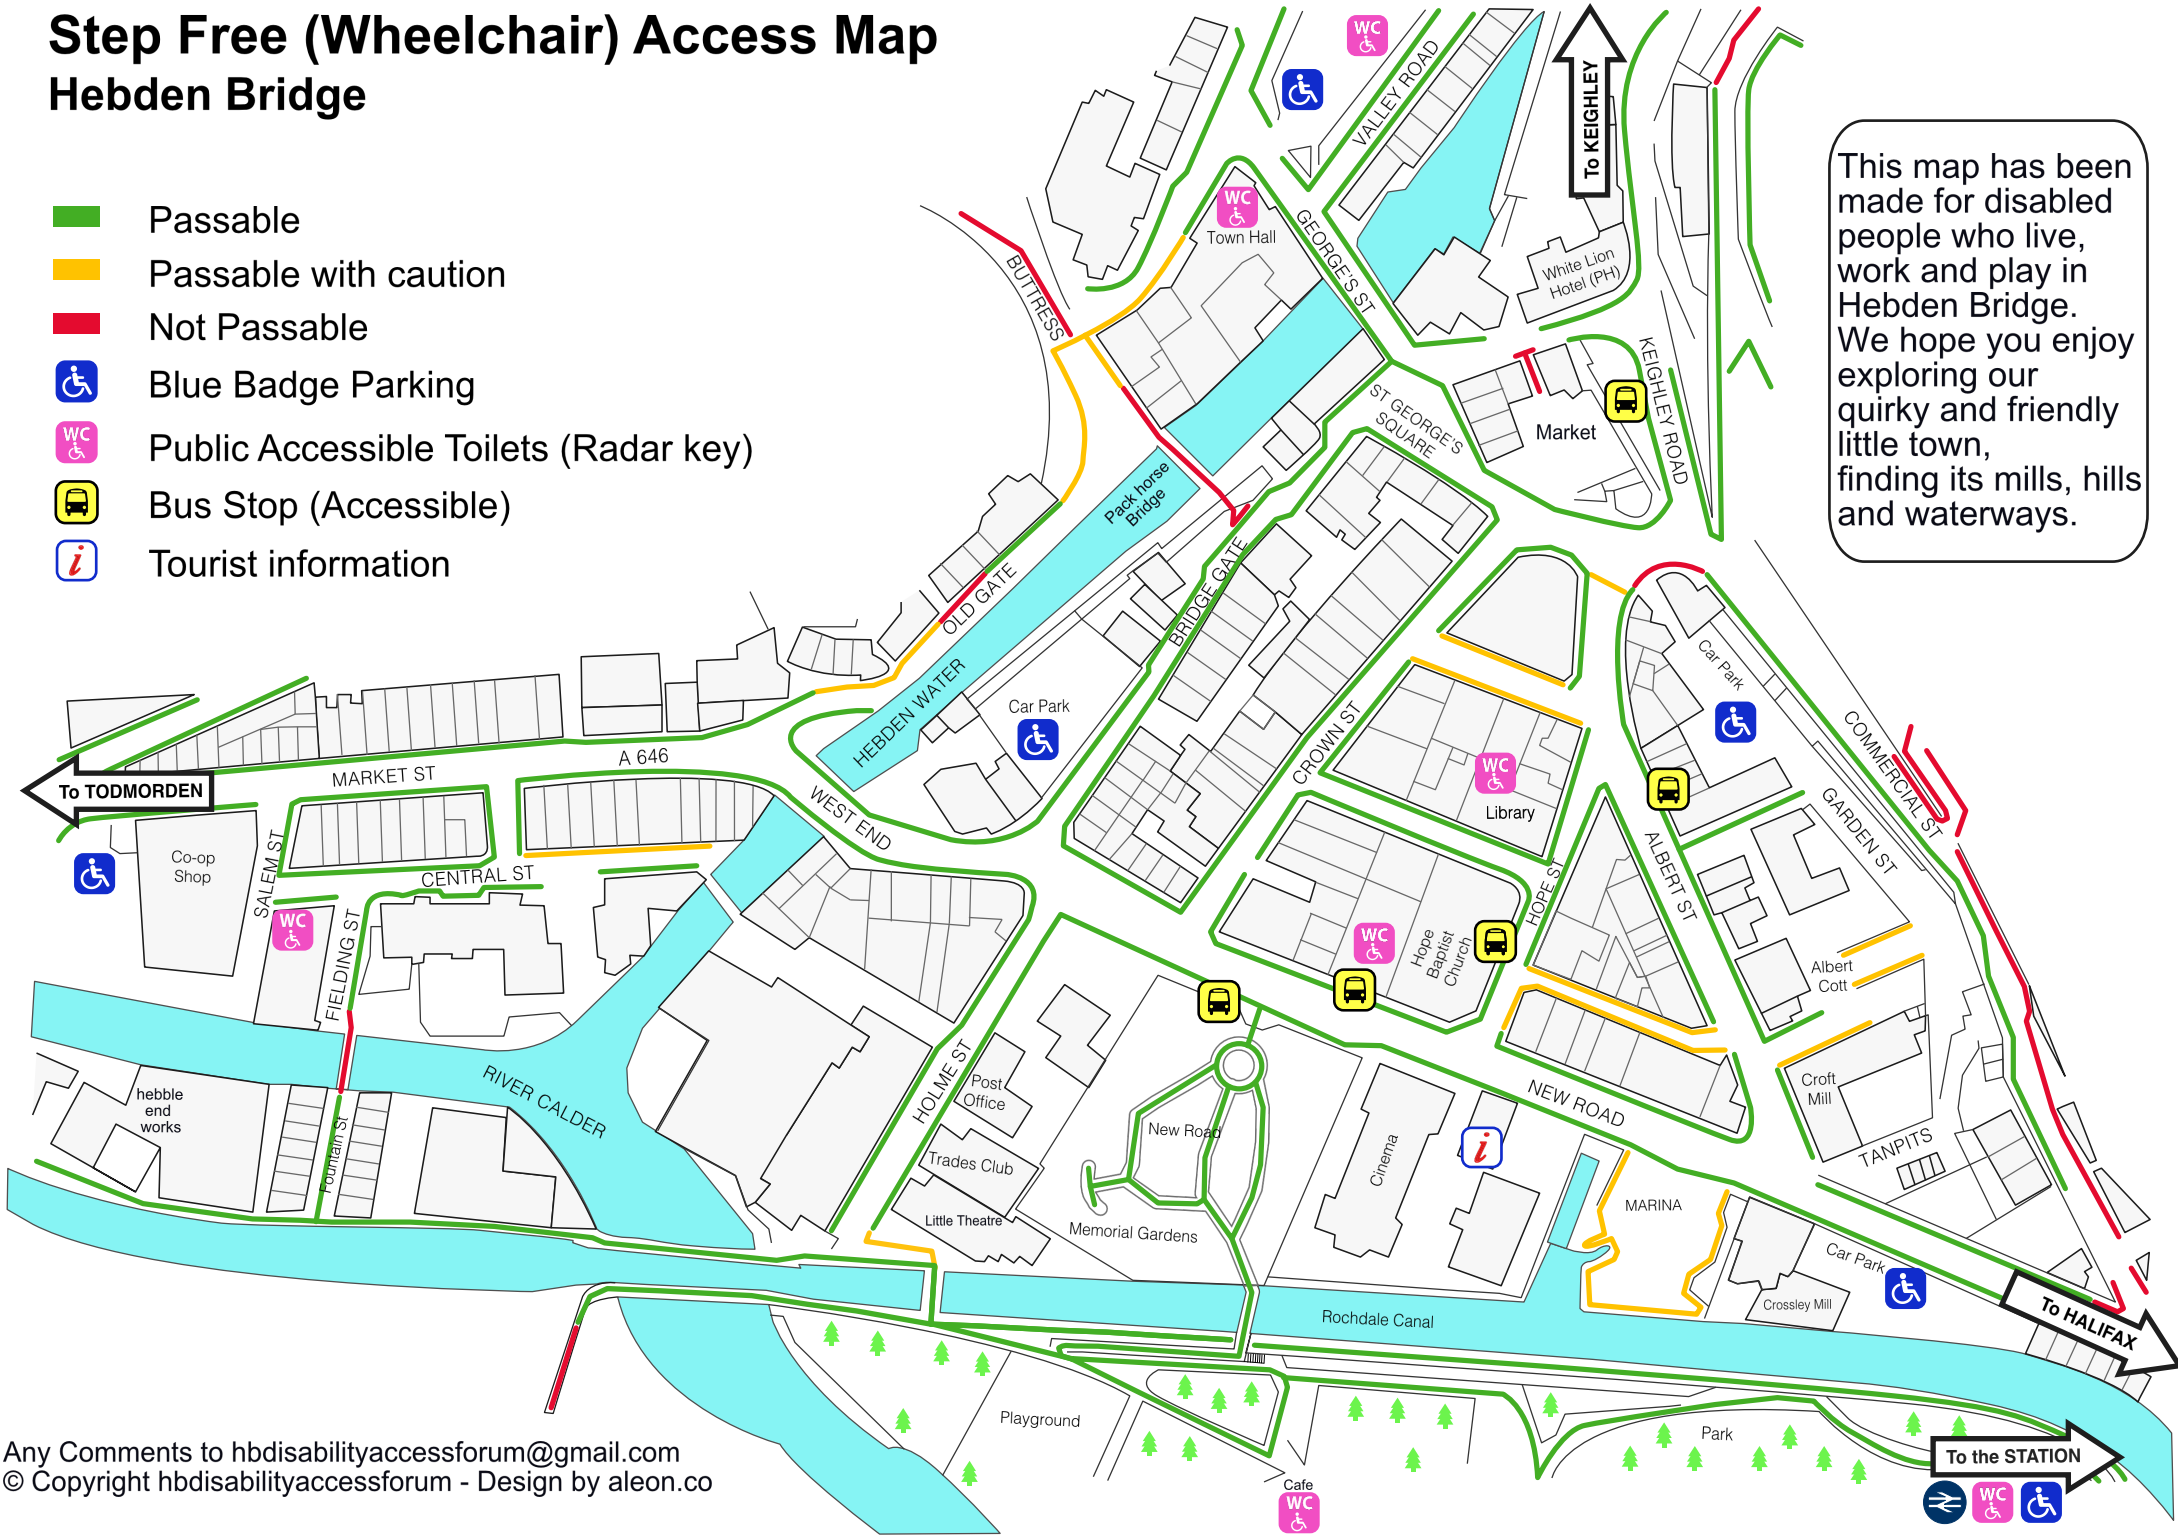 Step Free (Wheelchair) Access Map
Hebden Bridge
Passable
Passable with caution
Not Passable
Blue Badge Parking
WC
Public Accessible Toilets (Radar key)
Bus Stop (Accessible)
i
Tourist information
This map has been
made for disabled
people who live,
work and play in
Hebden Bridge.
We hope you enjoy
exploring our
quirky and friendly
little town,
finding its mills, hills
and waterways.
WC
VALLEY ROAD
To KEIGHLEY
WC
Town Hall
GEORGE'S ST
White Lion
Hotel (PH)
BUTTRESS
KEIGHLEY ROAD
ST GEORGE'S
SQUARE
Market
Pack horse
Bridge
OLD GATE
BRIDGE GATE
HEBDEN WATER
Car Park
Car Park
CROWN ST
COMMERCIAL ST
A 646
MARKET ST
To TODMORDEN
WEST END
WC
Library
GARDEN ST
Co-op
Shop
SALEM ST
CENTRAL ST
ALBERT ST
HOPE ST
WC
FIELDING ST
WC
Hope
Baptist
Church
Albert
Cott
RIVER CALDER
HOLME ST
Post
Office
hebble
end
works
Fountain St
New Road
NEW ROAD
Croft
Mill
TANPITS
Cinema
i
Trades Club
Little Theatre
Memorial Gardens
MARINA
Car Park
Crossley Mill
Rochdale Canal
To HALIFAX
Playground
Park
Cafe
WC
To the STATION
WC
Any Comments to hbdisabilityaccessforum@gmail.com
© Copyright hbdisabilityaccessforum - Design by aleon.co